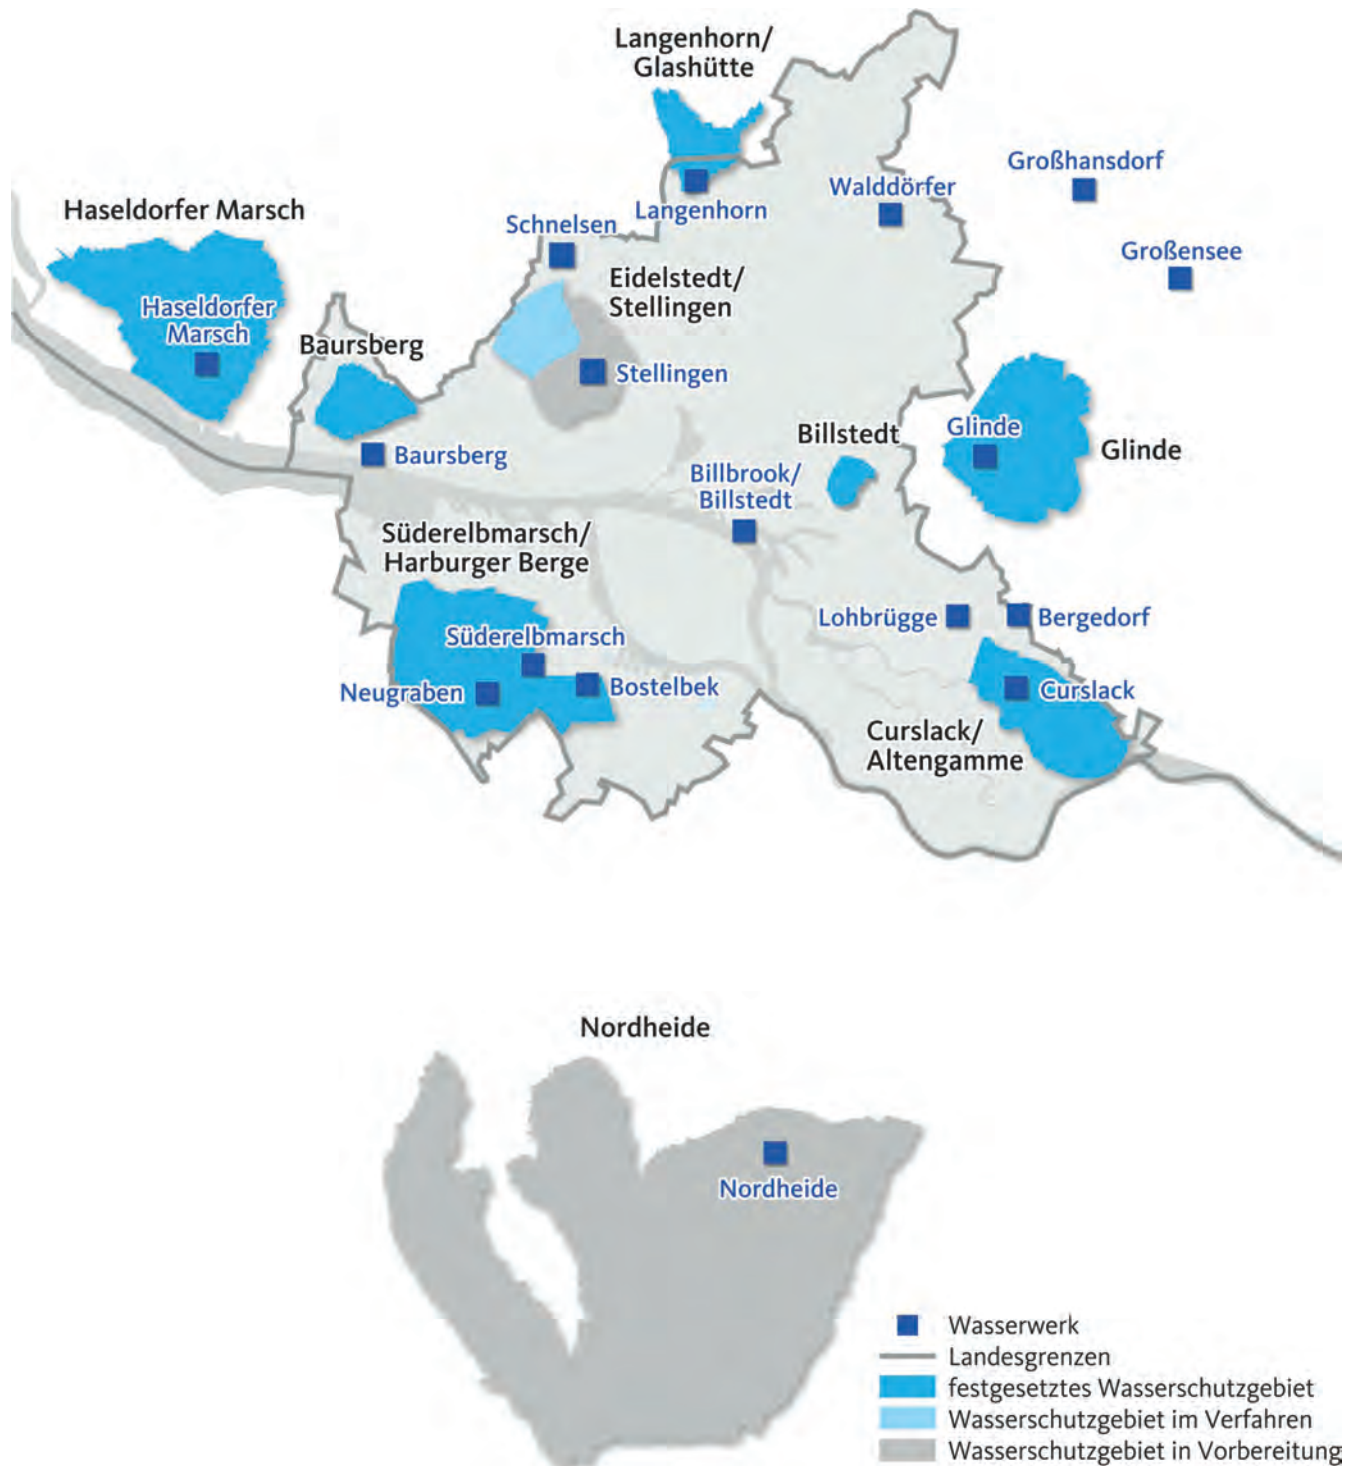 Langenhorn/
Glashütte
Großhansdorf
Walddörfer
Haseldorfer Marsch
Langenhorn
Schnelsen
Großensee
Eidelstedt/
Stellingen
Haseldorfer
Marsch
Baursberg
Stellingen
Glinde
Billstedt
Glinde
Baursberg
Billbrook/
Billstedt
Süderelbmarsch/
Harburger Berge
Lohbrügge
Bergedorf
Süderelbmarsch
Neugraben
Bostelbek
Curslack
Curslack/
Altengamme
Nordheide
Nordheide
Wasserwerk
Landesgrenzen
festgesetztes Wasserschutzgebiet
Wasserschutzgebiet im Verfahren
Wasserschutzgebiet in Vorbereitung